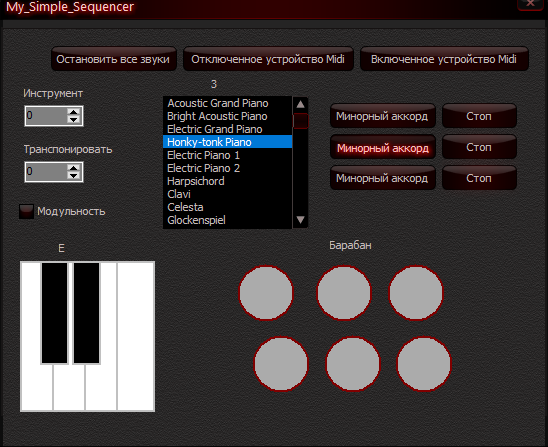 My_Simple_Sequencer
Остановить все звуки
Отключенное устройство Midi
Включенное устройство Midi
Инструмент
0
Транспонировать
0
Модульность
3
Acoustic Grand Piano
Bright Acoustic Piano
Electric Grand Piano
Honky-tonk Piano
Electric Piano 1
Electric Piano 2
Harpsichord
Clavi
Celesta
Glockenspiel
Минорный аккорд
Стоп
Минорный аккорд
Стоп
Минорный аккорд
Стоп
E
Барабан